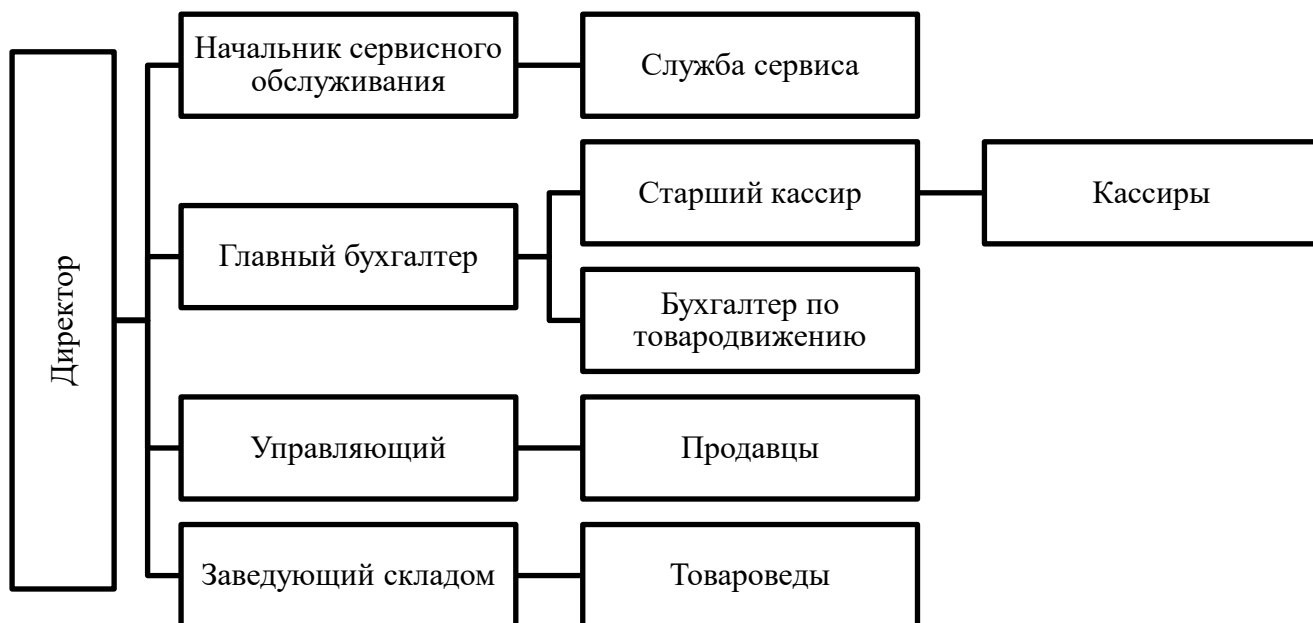 Директор
Начальник сервисного
обслуживания
Служба сервиса
Главный бухгалтер
Старший кассир
Кассиры
Бухгалтер по
товародвижению
Управляющий
Продавцы
Заведующий складом
Товароведы